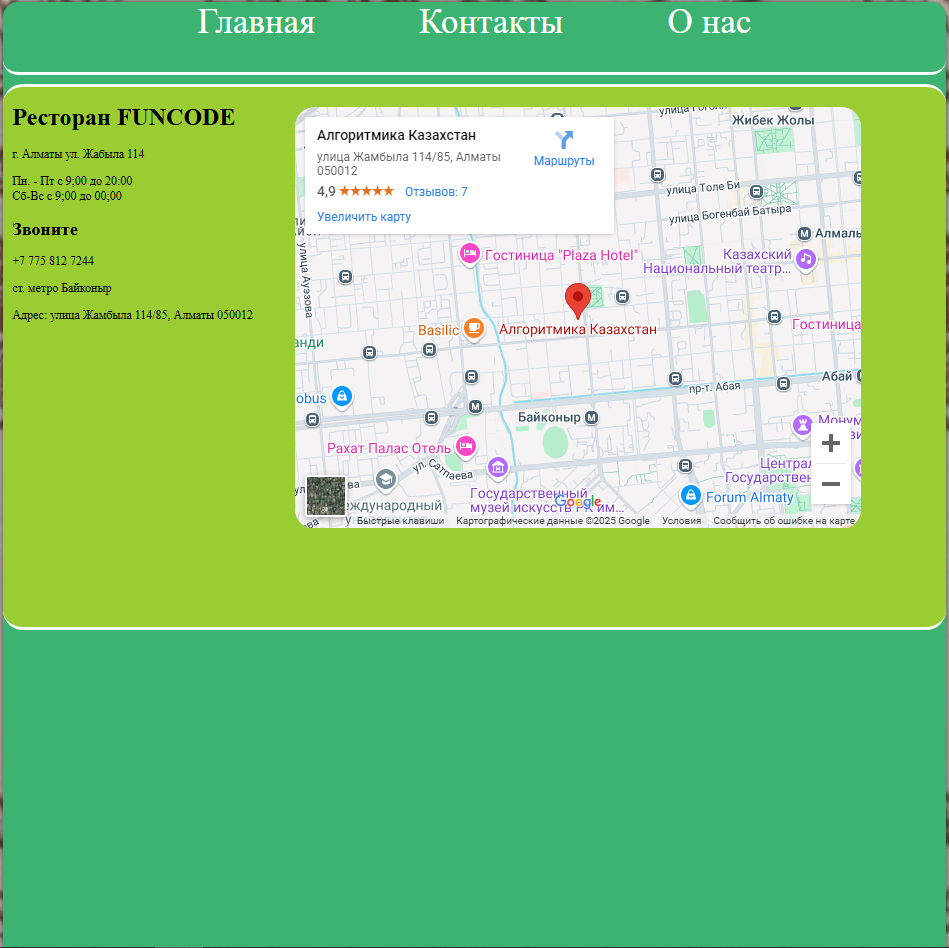 Главная Контакты О нас
Ресторан FUNCODE
г. Алматы ул. Жабыла 114
Пн. - Пт с 9;00 до 20:00
Сб-Вс с 9;00 до 00;00
Звоните
+7 775 812 7244
ст. метро Байконыр
Адрес: улица Жамбыла 114/85, Алматы 050012
Алгоритмика Казахстан
улица Жамбыла 114/85, Алматы
050012
4,9 Отзывов: 7
Увеличить карту
Маршруты
улица Гоголя
Жибек Жолы
улица Толе Би
улица Богенбай Батыра
M Алмалы
улица Ауэзова
Гостиница "Plaza Hotel"
Казахский
Национальный театр...
Basilic
Алгоритмика Казахстан
Гостиница
анди
obus
пр-т. Абая
Абай
M
Байконыр M
Рахат Палас Отель
ул. Сатпаева
Монум
Централ
Государствен
Государственный
музей искусств РК им...
еждународный
Forum Almaty
Google
Быстрые клавиши Картографические данные ©2025 Google Условия Сообщить об ошибке на карте